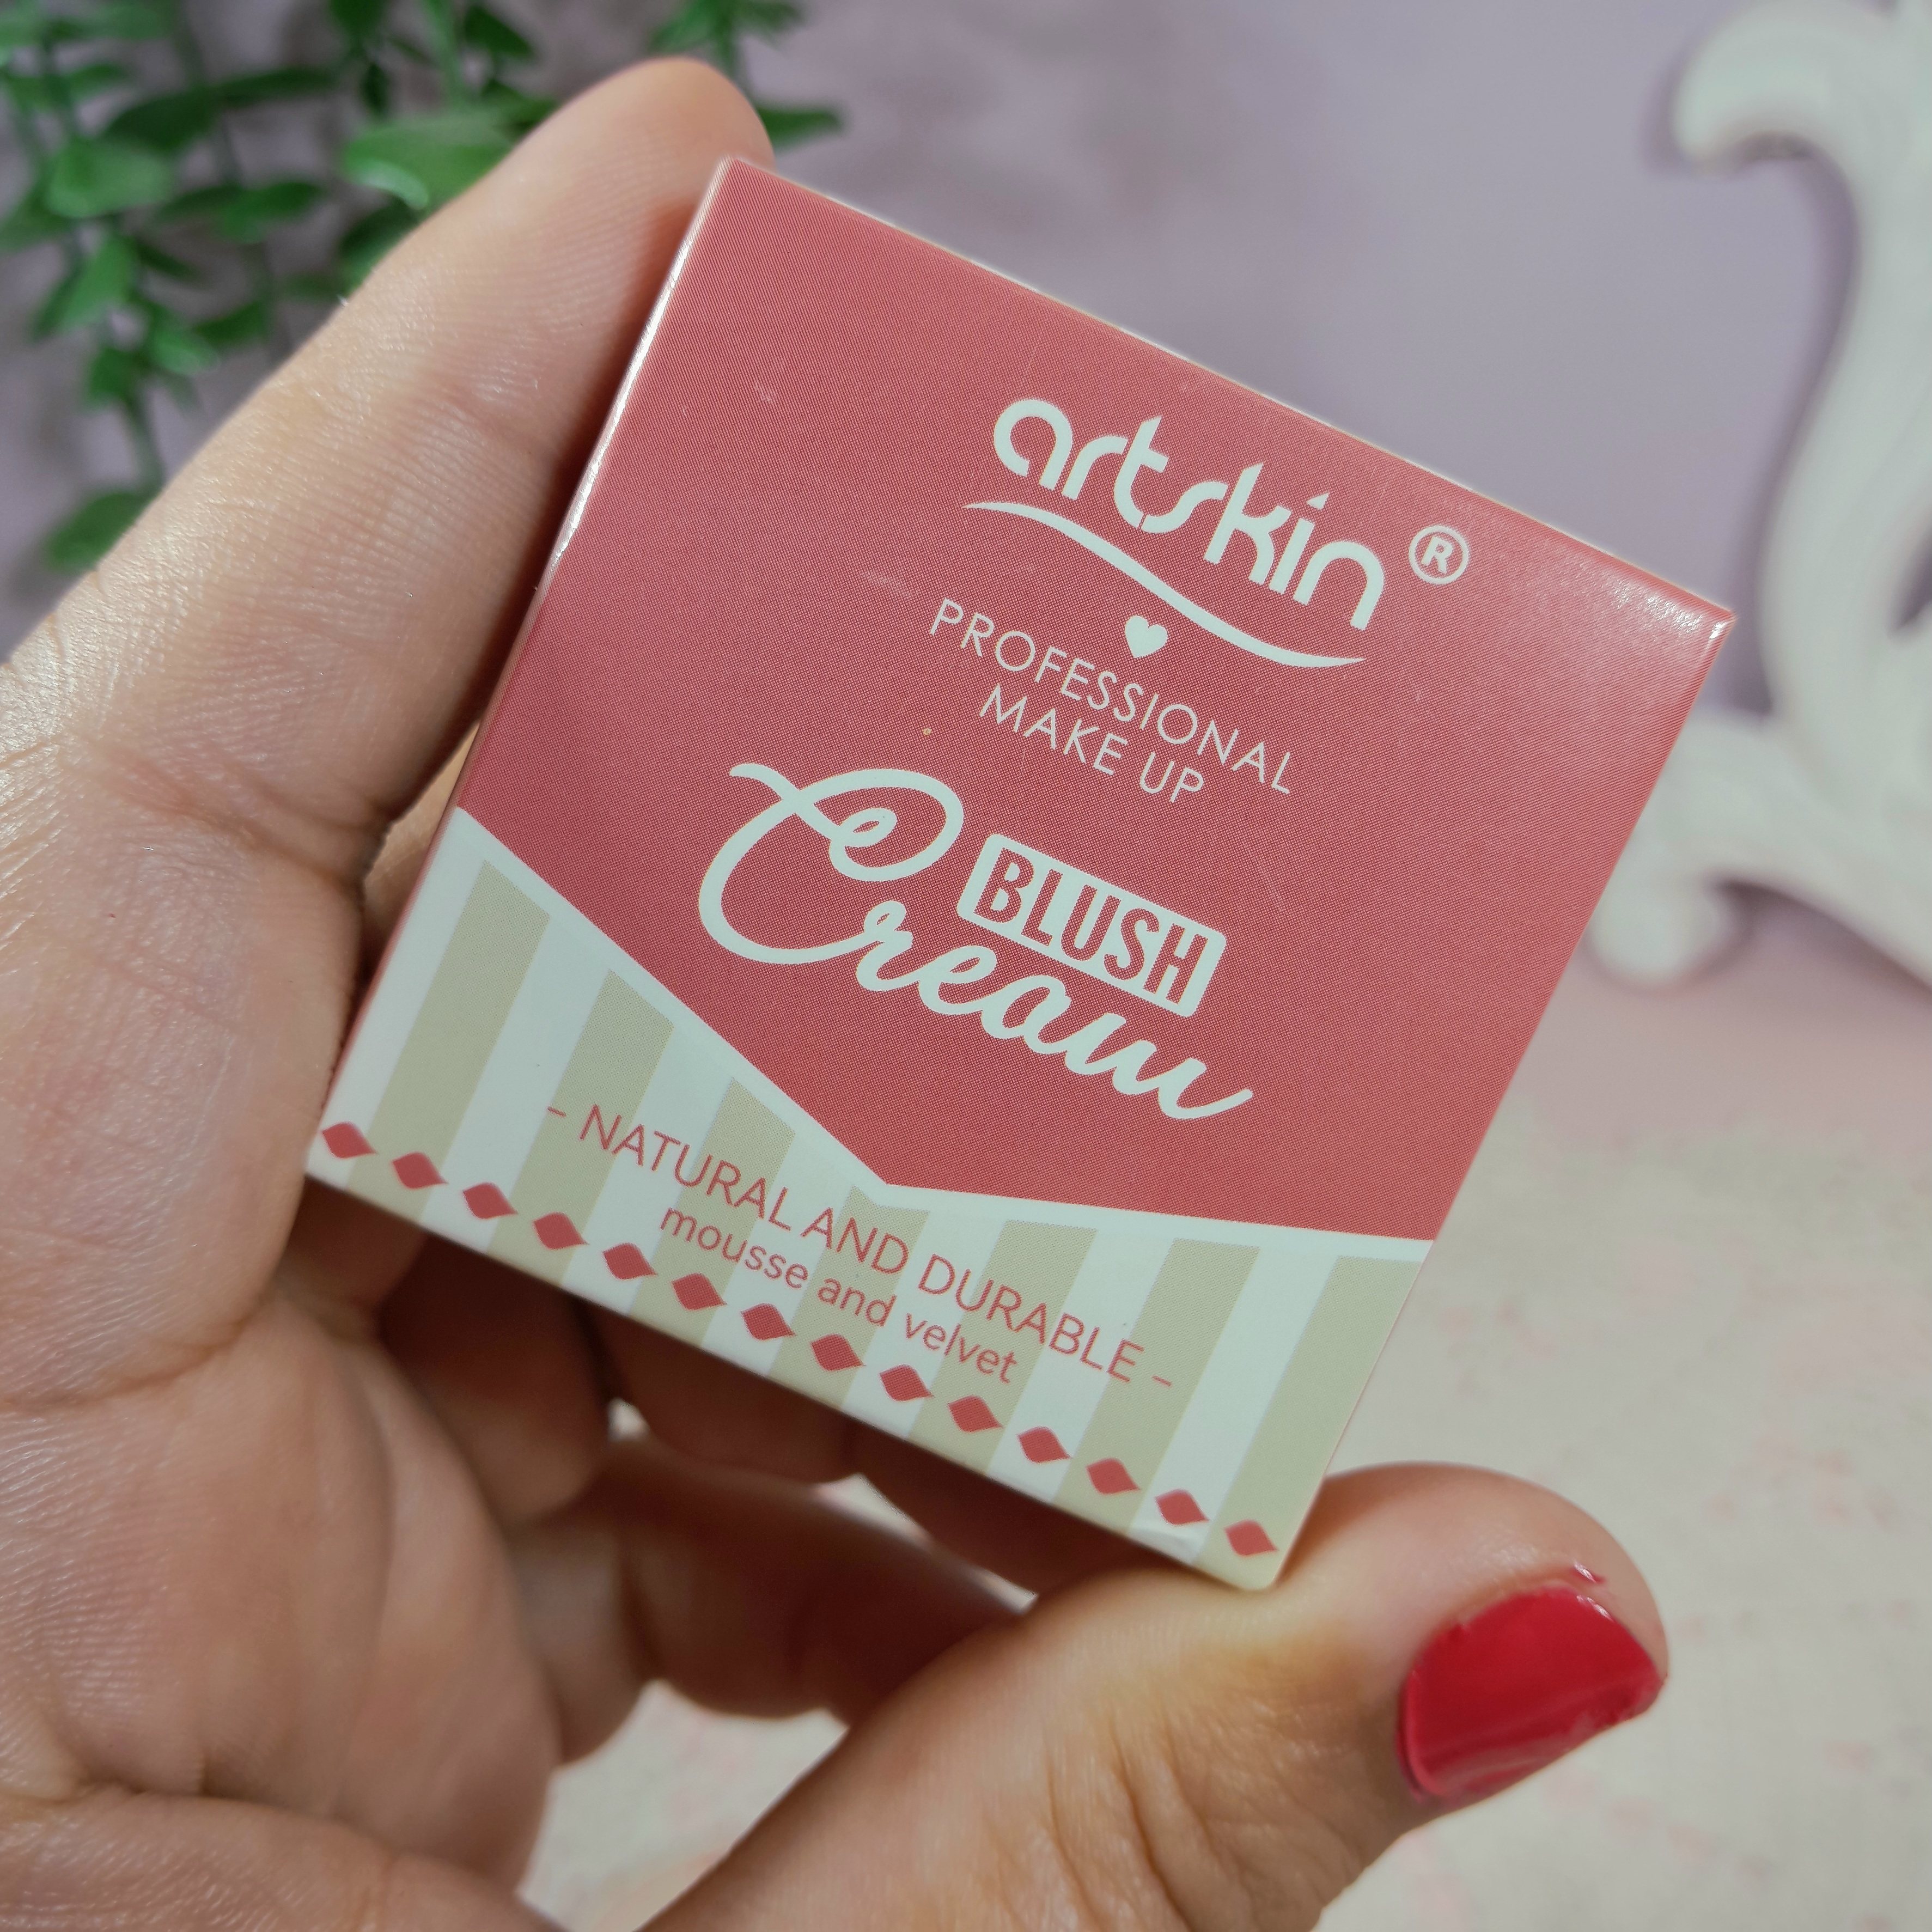 artskin ®
PROFESSIONAL
MAKE UP
BLUSH
Cream
- NATURAL AND DURABLE -
mousse and velvet